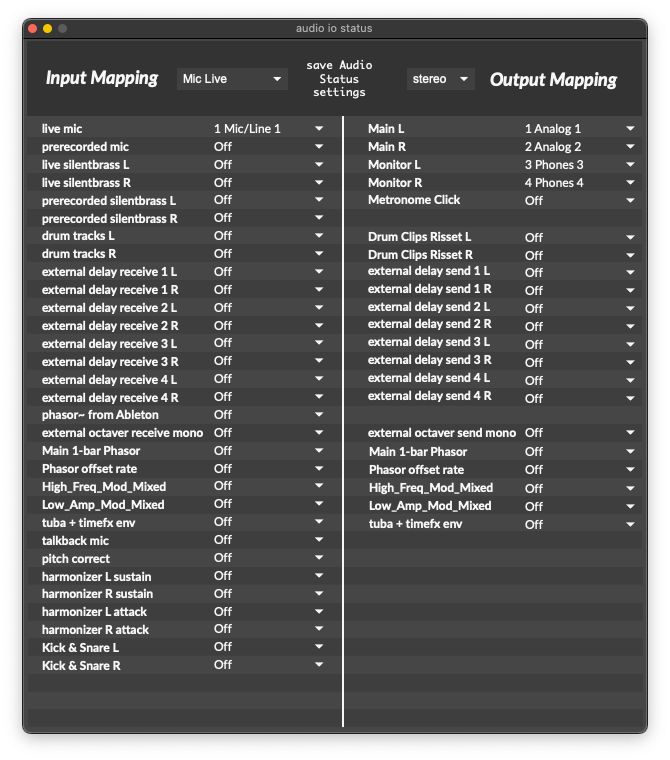 audio io status
Input Mapping
Mic Live
save Audio
Status
settings
stereo
Output Mapping
live mic 1 Mic/Line 1
prerecorded mic Off
live silentbrass L Off
live silentbrass R Off
prerecorded silentbrass L Off
prerecorded silentbrass R Off
drum tracks L Off
drum tracks R Off
external delay receive 1 L Off
external delay receive 1 R Off
external delay receive 2 L Off
external delay receive 2 R Off
external delay receive 3 L Off
external delay receive 3 R Off
external delay receive 4 L Off
external delay receive 4 R Off
phasor~ from Ableton Off
external octaver receive mono Off
Main 1-bar Phasor Off
Phasor offset rate Off
High_Freq_Mod_Mixed Off
Low_Amp_Mod_Mixed Off
tuba + timefx env Off
talkback mic Off
pitch correct Off
harmonizer L sustain Off
harmonizer R sustain Off
harmonizer L attack Off
harmonizer R attack Off
Kick & Snare L Off
Kick & Snare R Off
Main L 1 Analog 1
Main R 2 Analog 2
Monitor L 3 Phones 3
Monitor R 4 Phones 4
Metronome Click Off
Drum Clips Risset L Off
Drum Clips Risset R Off
external delay send 1 L Off
external delay send 1 R Off
external delay send 2 L Off
external delay send 2 R Off
external delay send 3 L Off
external delay send 3 R Off
external delay send 4 L Off
external delay send 4 R Off
external octaver send mono Off
Main 1-bar Phasor Off
Phasor offset rate Off
High_Freq_Mod_Mixed Off
Low_Amp_Mod_Mixed Off
tuba + timefx env Off